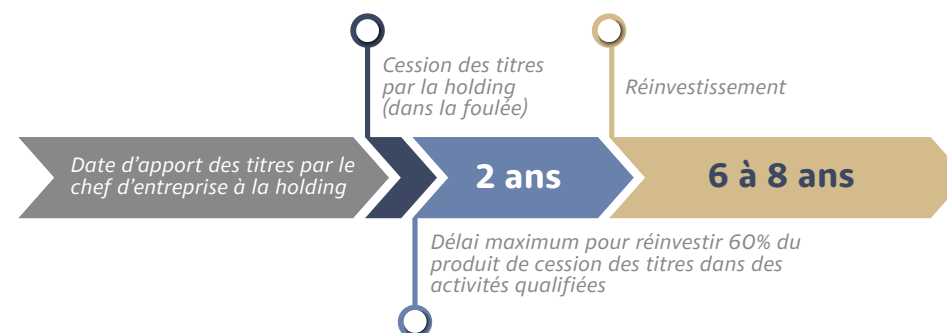 Cession des titres
par la holding
(dans la foulée)
Réinvestissement
Date d’apport des titres par le
chef d’entreprise à la holding
2 ans
6 à 8 ans
Délai maximum pour réinvestir 60% du
produit de cession des titres dans des
activités qualifiées